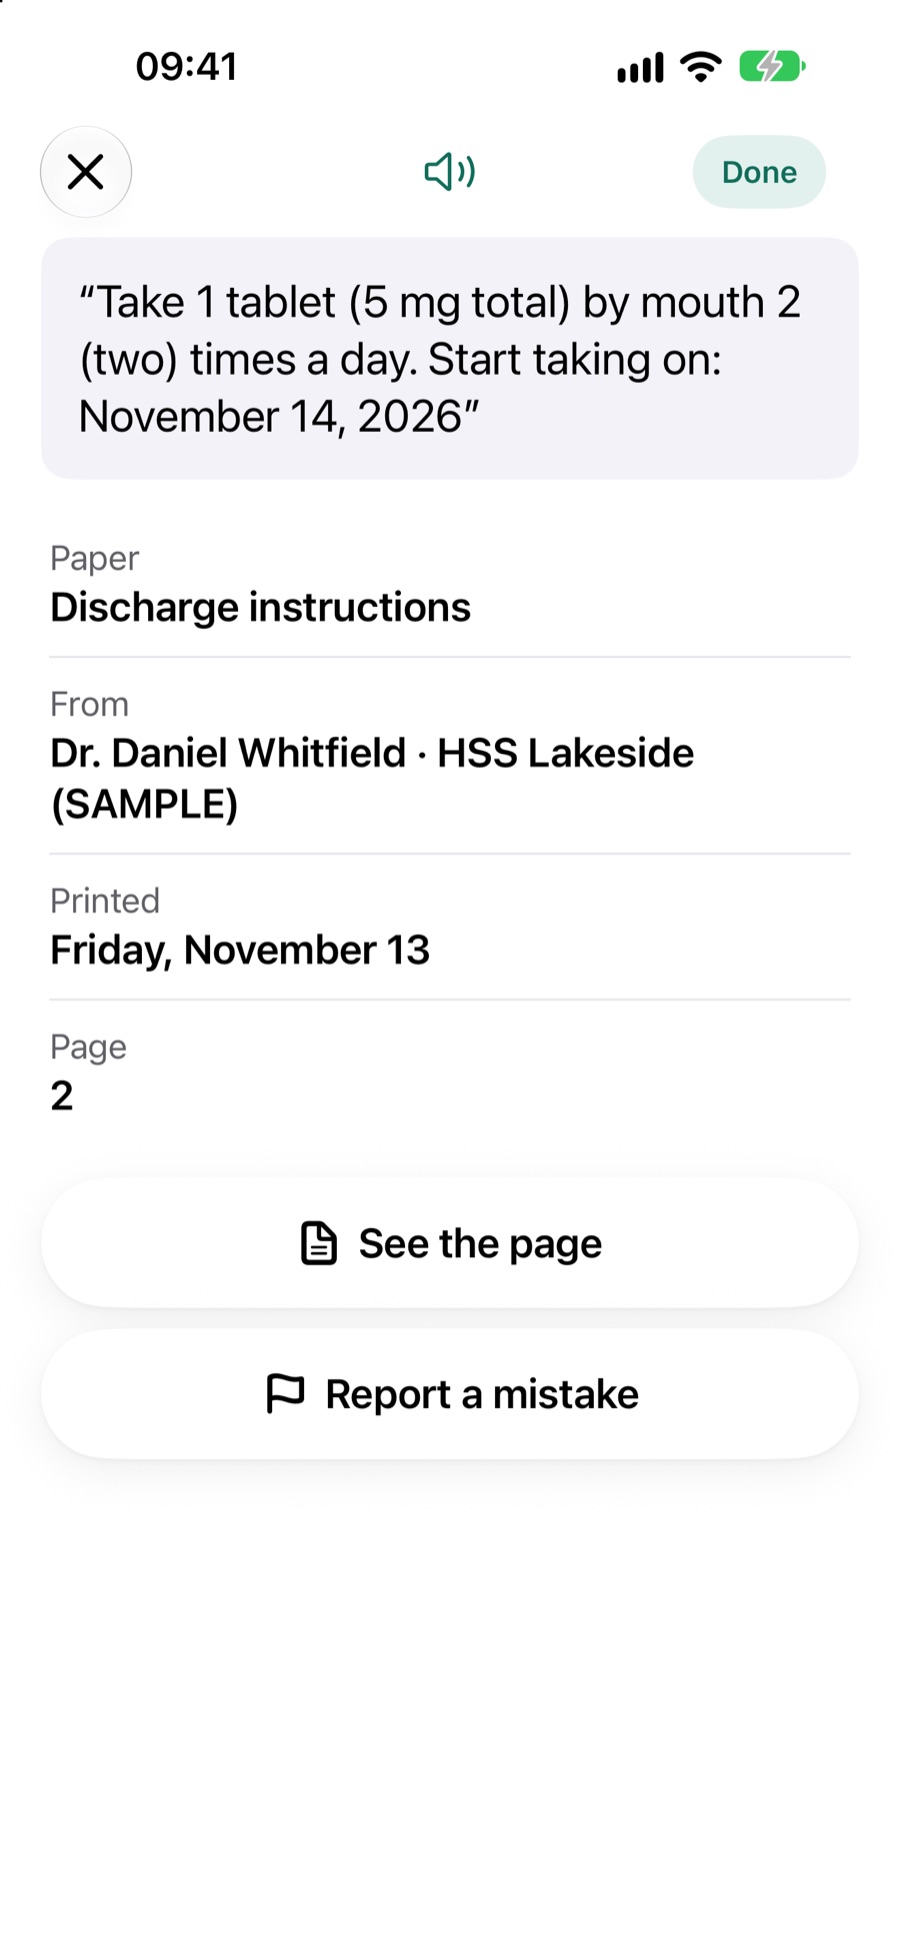 09:41
Done
“Take 1 tablet (5 mg total) by mouth 2
(two) times a day. Start taking on:
November 14, 2026”
Paper
Discharge instructions
From
Dr. Daniel Whitfield · HSS Lakeside
(SAMPLE)
Printed
Friday, November 13
Page
2
See the page
Report a mistake